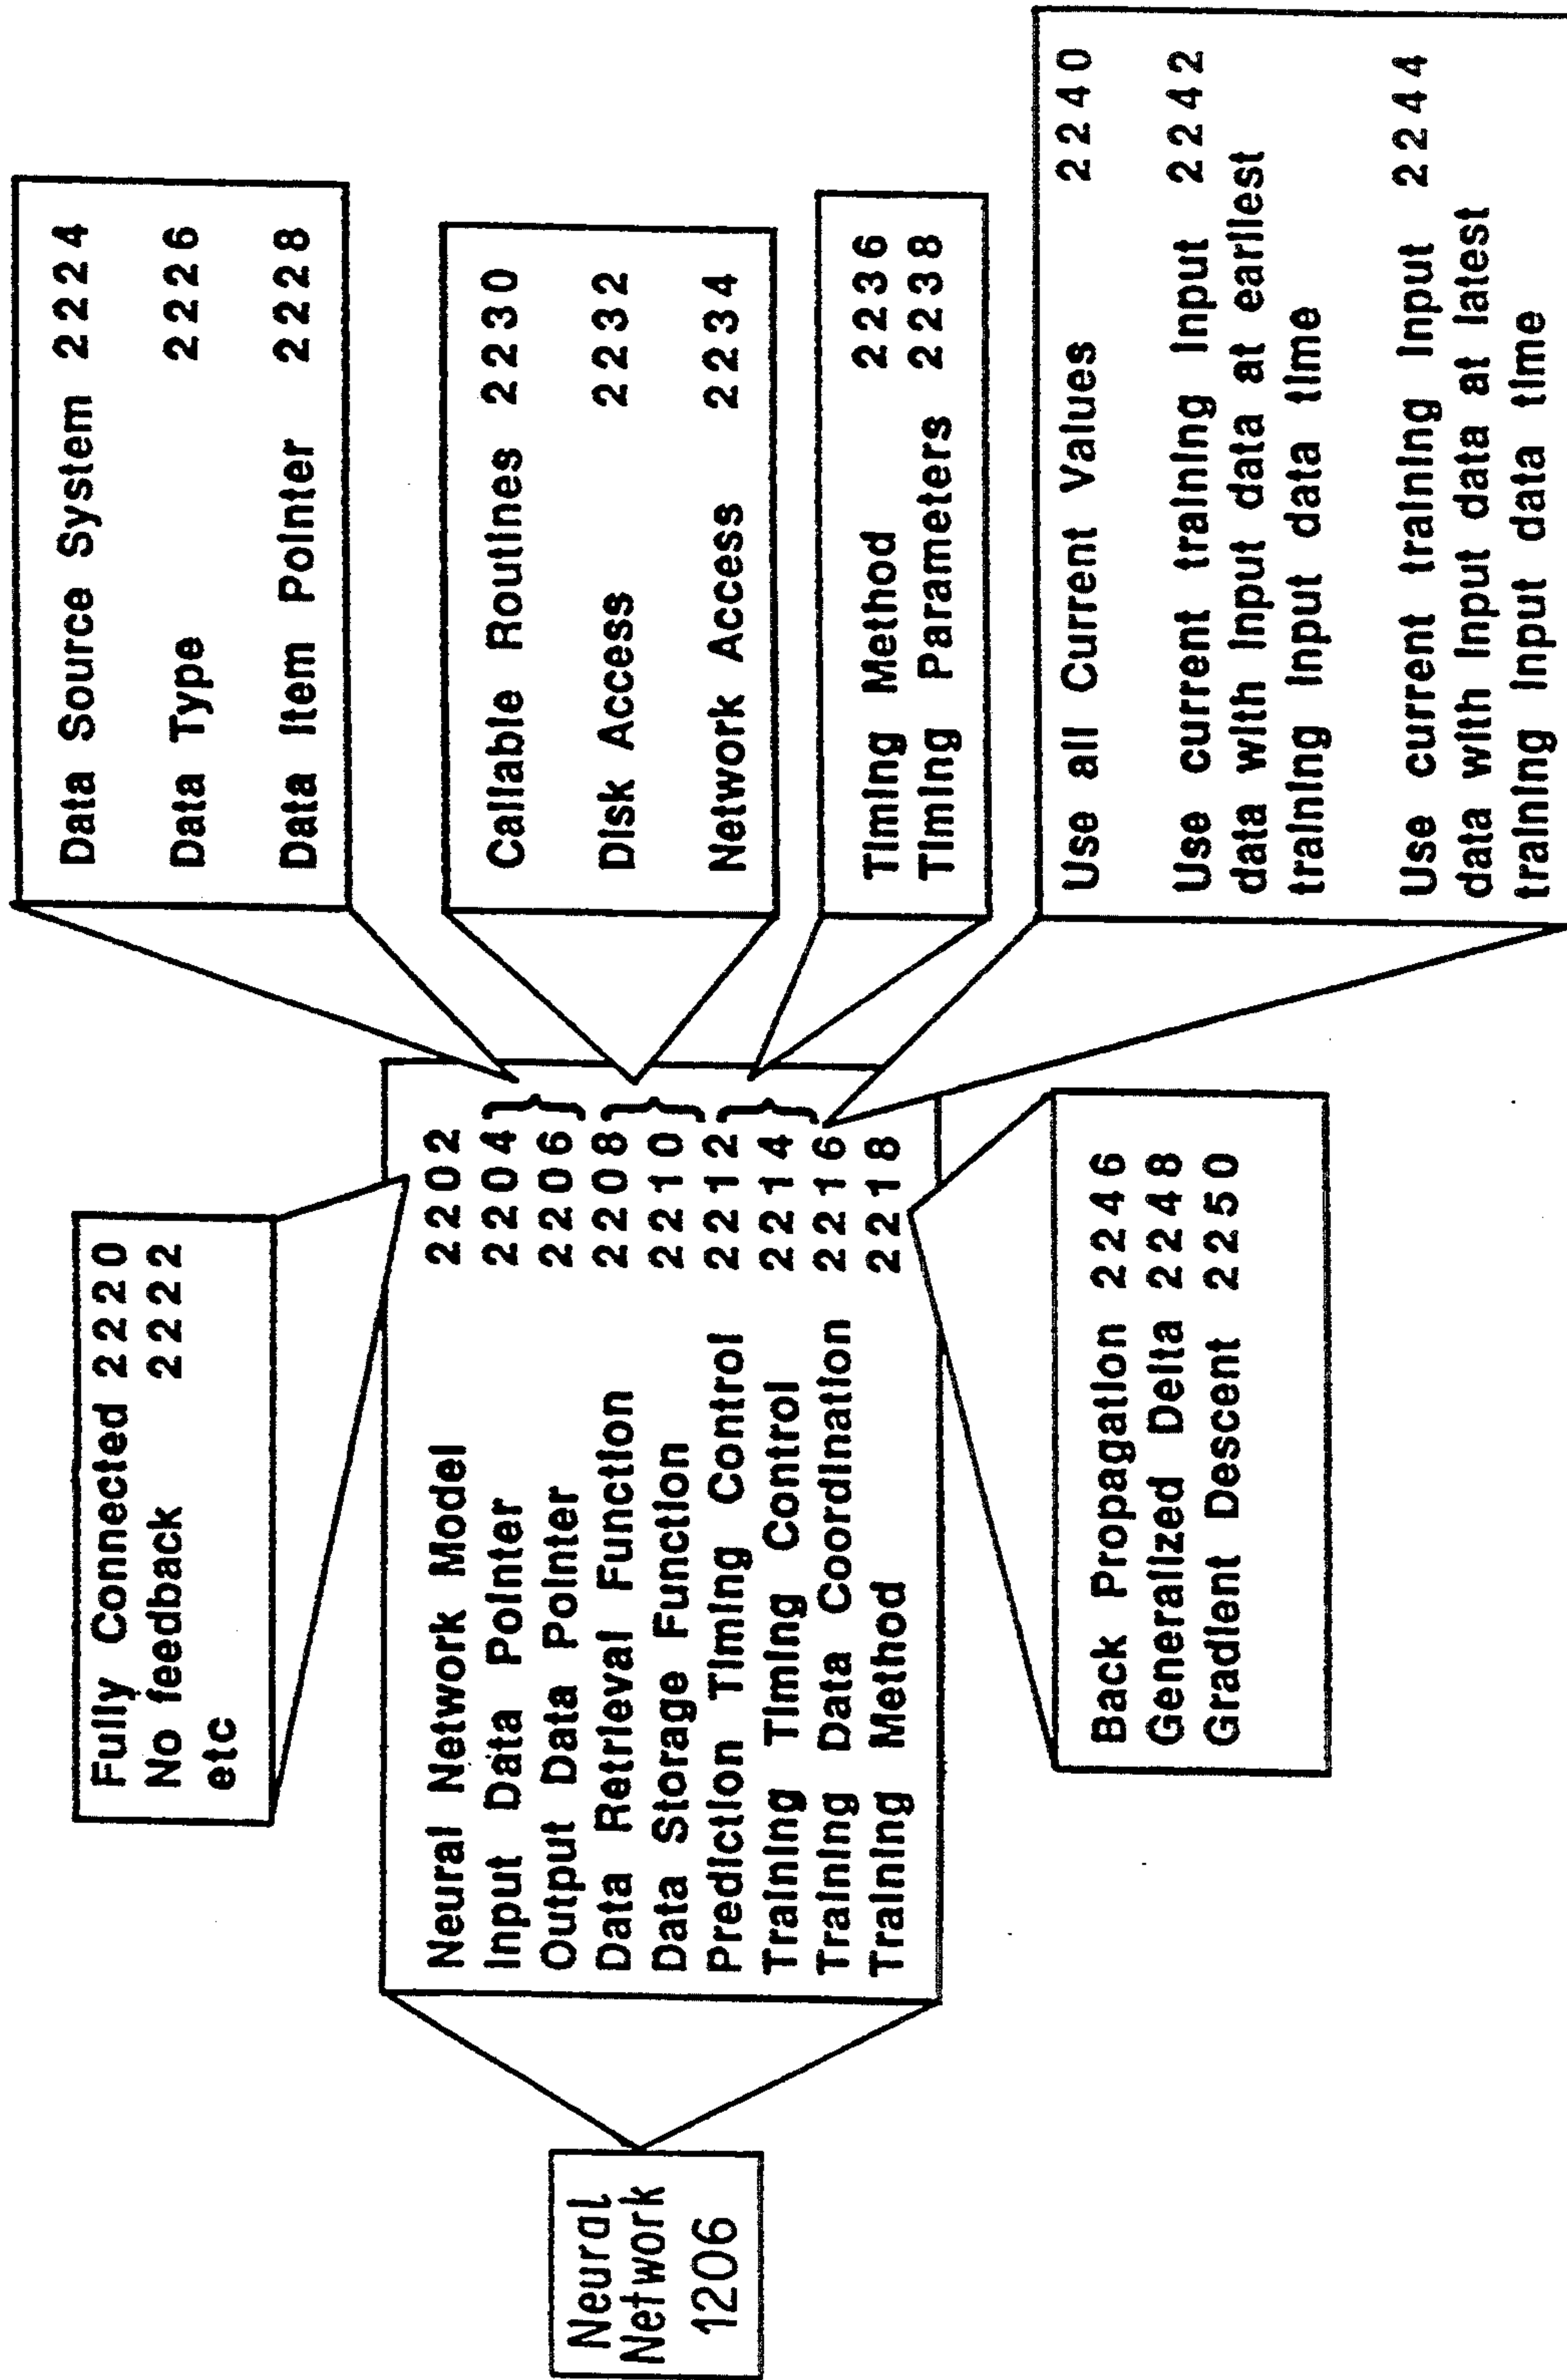 Neural
Network
1206
Fully Connected 2220
No feedback 2222
etc
Neural Network Model 2202
Input Data Pointer 2204
Output Data Pointer 2206
Data Retrieval Function 2208
Data Storage Function 2210
Prediction Timing Control 2212
Training Timing Control 2214
Training Data Coordination 2216
Training Method 2218
Back Propagation 2246
Generalized Delta 2248
Gradient Descent 2250
Data Source System 2224
Data Type 2226
Data Item Pointer 2228
Callable Routines 2230
Disk Access 2232
Network Access 2234
Timing Method 2236
Timing Parameters 2238
Use all Current Values 2240
Use current training Input 2242
data with Input data at earliest
training Input data time
Use current training Input 2244
data with Input data at latest
training Input data time